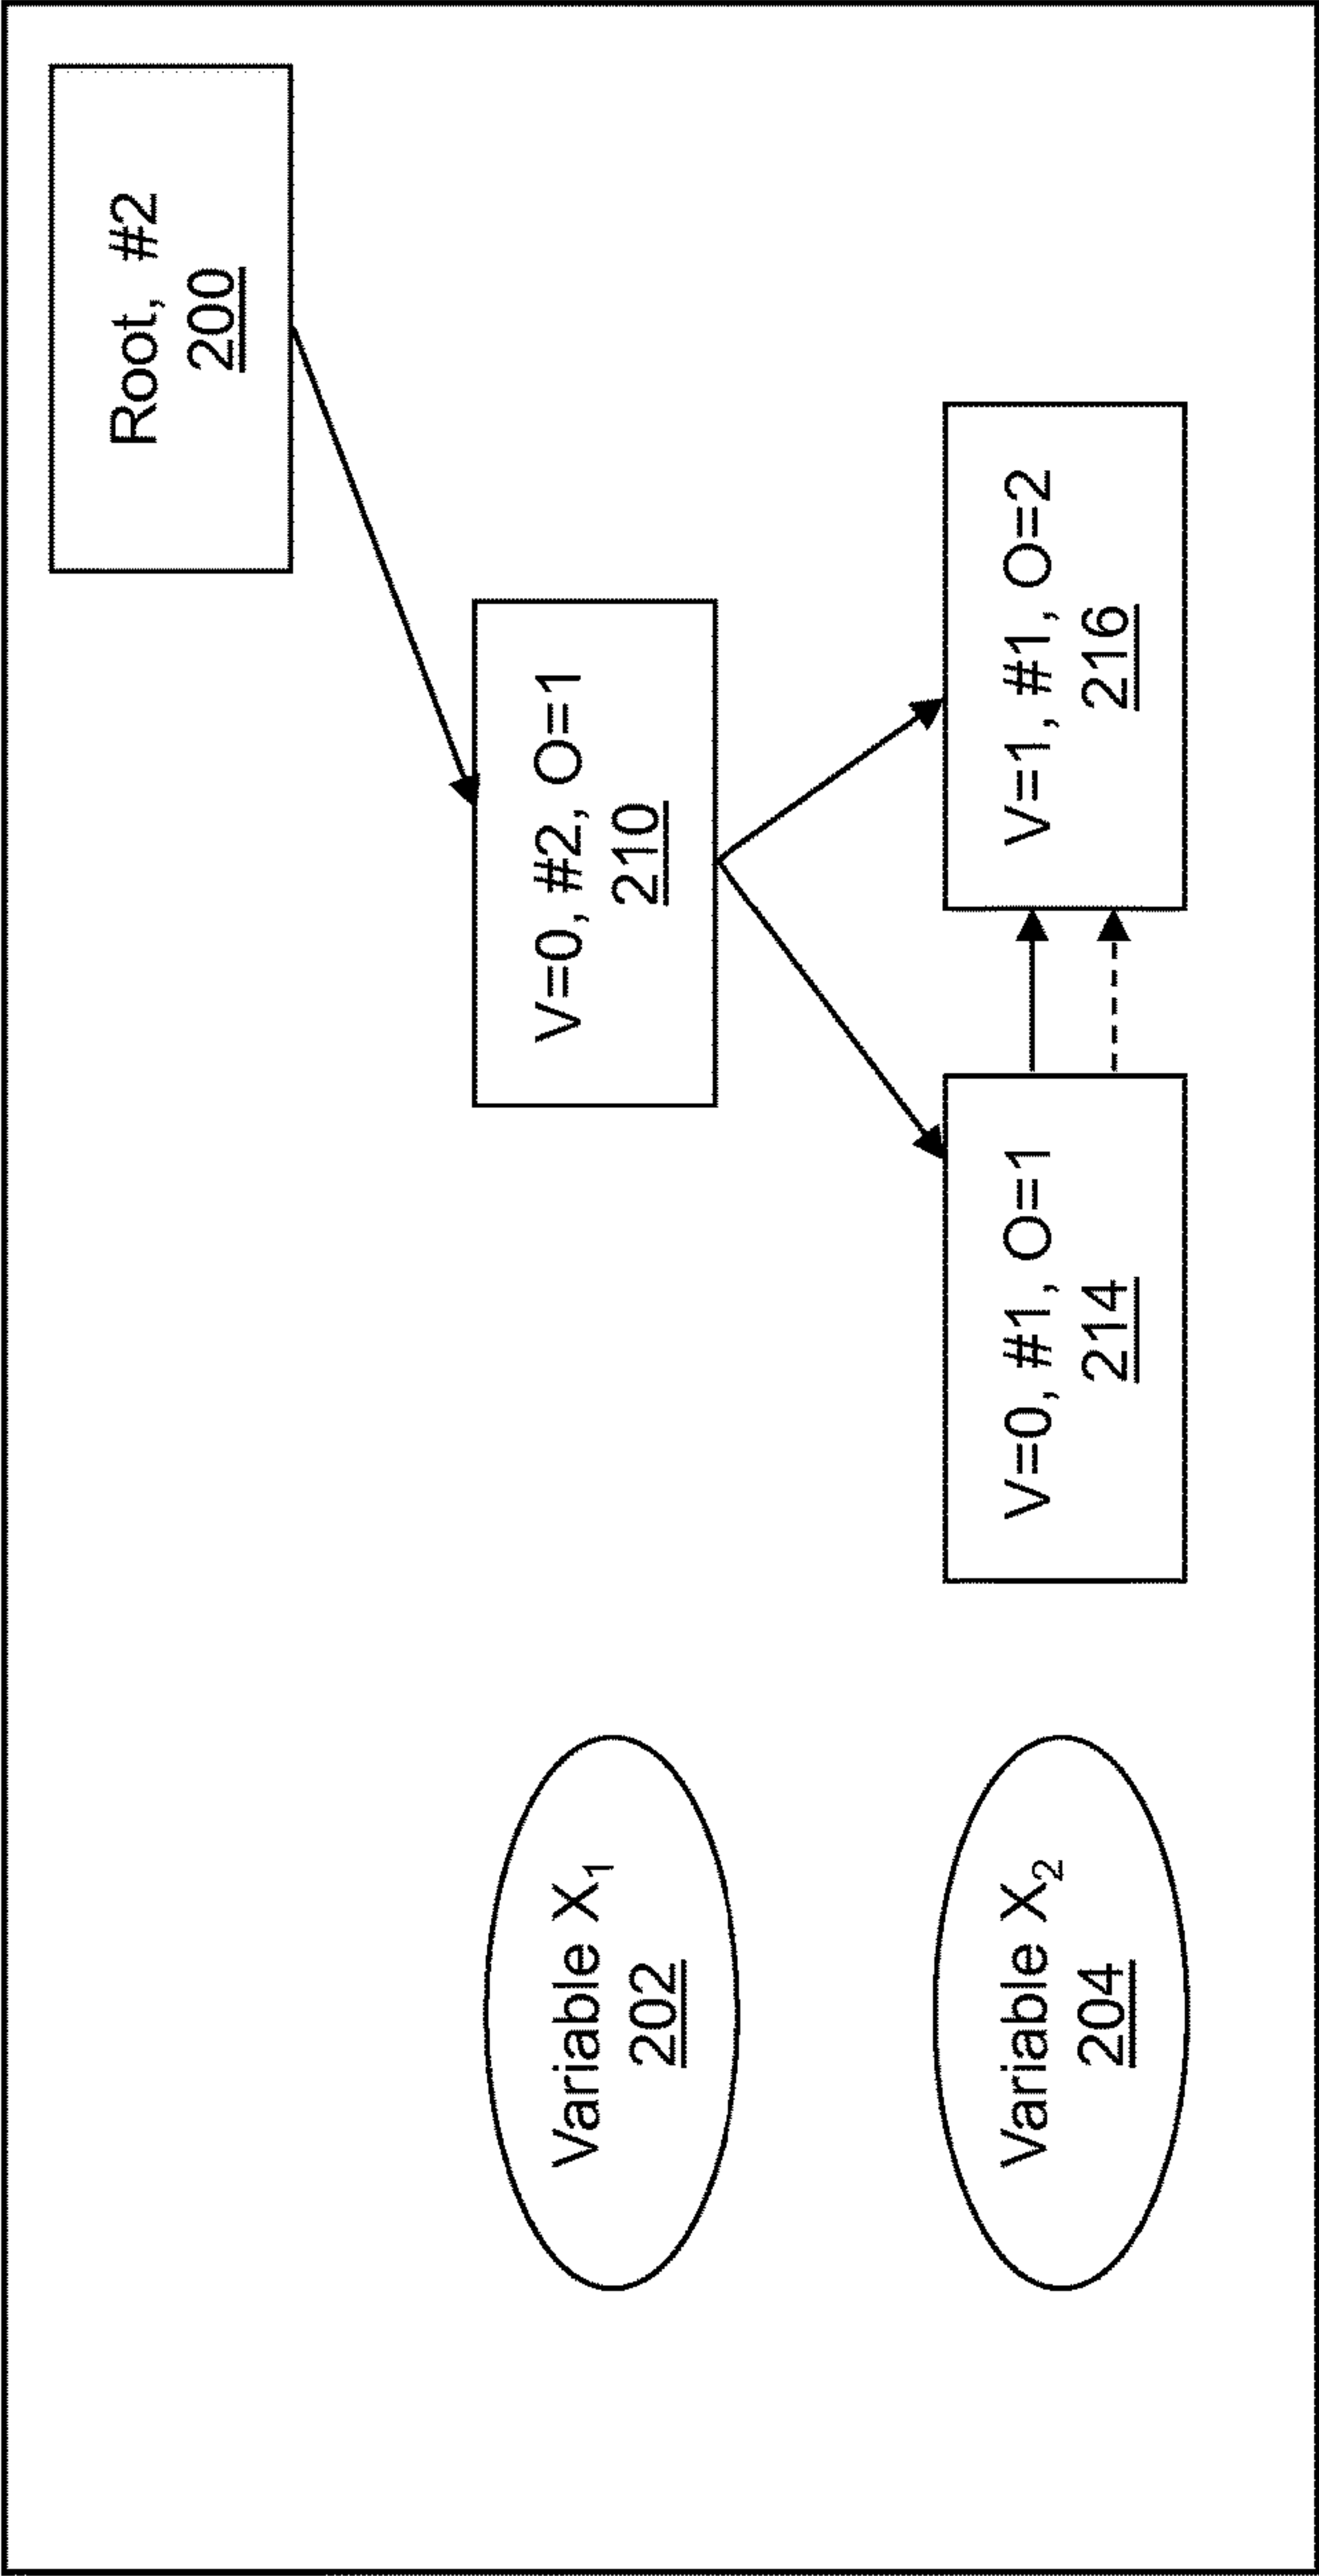 Root, #2
200
Variable X1
202
V=0, #2, O=1
210
Variable X2
204
V=0, #1, O=1
214
V=1, #1, O=2
216